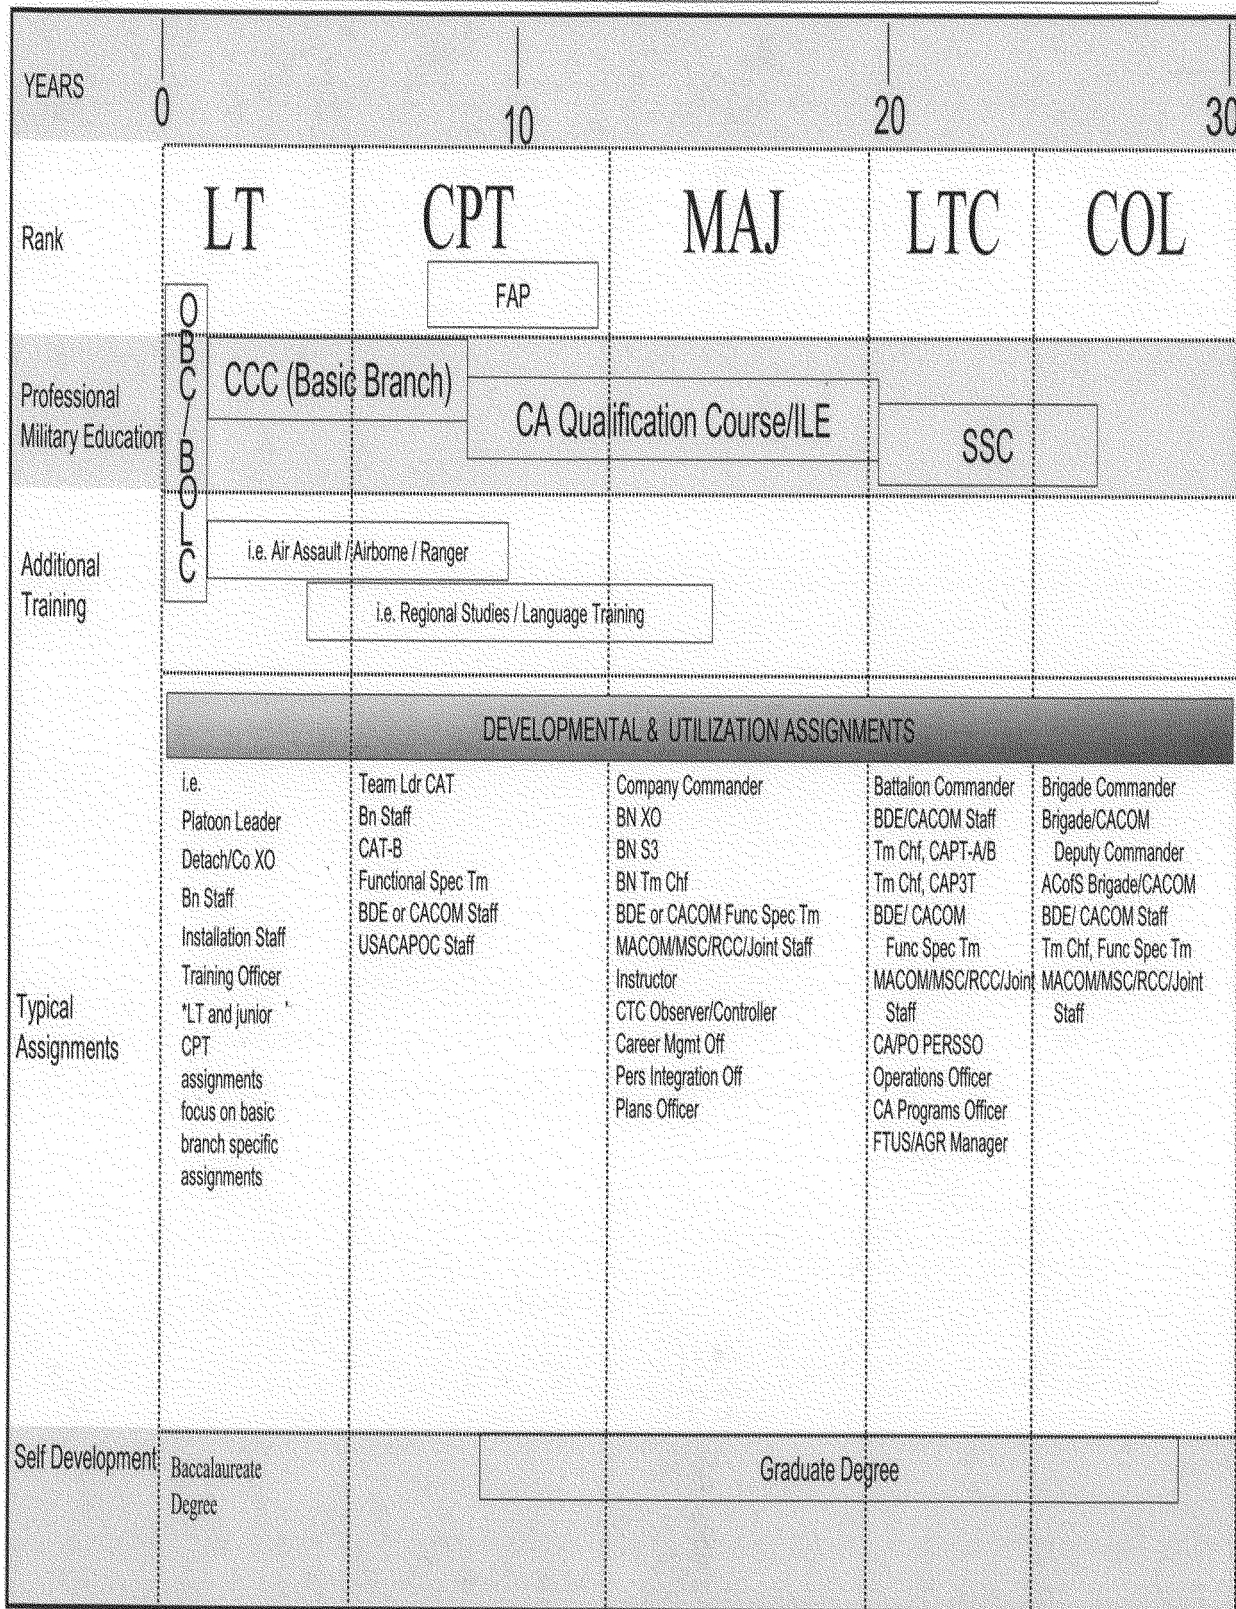 YEARS
0
10
20
30
Rank
LT
CPT
MAJ
LTC
COL
FAP
OBC/BOLC
Professional
Military Education
CCC (Basic Branch)
CA Qualification Course/ILE
SSC
Additional
Training
i.e. Air Assault / Airborne / Ranger
i.e. Regional Studies / Language Training
DEVELOPMENTAL & UTILIZATION ASSIGNMENTS
Typical
Assignments
i.e.
Platoon Leader
Detach/Co XO
Bn Staff
Installation Staff
Training Officer
*LT and junior
CPT
assignments
focus on basic
branch specific
assignments
Team Ldr CAT
Bn Staff
CAT-B
Functional Spec Tm
BDE or CACOM Staff
USACAPOC Staff
Company Commander
BN XO
BN S3
BN Tm Chf
BDE or CACOM Func Spec Tm
MACOM/MSC/RCC/Joint Staff
Instructor
CTC Observer/Controller
Career Mgmt Off
Pers Integration Off
Plans Officer
Battalion Commander
BDE/CACOM Staff
Tm Chf, CAPT-A/B
Tm Chf, CAP3T
BDE/ CACOM
Func Spec Tm
MACOM/MSC/RCC/Joint
Staff
CA/PO PERSSO
Operations Officer
CA Programs Officer
FTUS/AGR Manager
Brigade Commander
Brigade/CACOM
Deputy Commander
ACofS Brigade/CACOM
BDE/ CACOM Staff
Tm Chf, Func Spec Tm
MACOM/MSC/RCC/Joint
Staff
Self Development
Baccalaureate
Degree
Graduate Degree